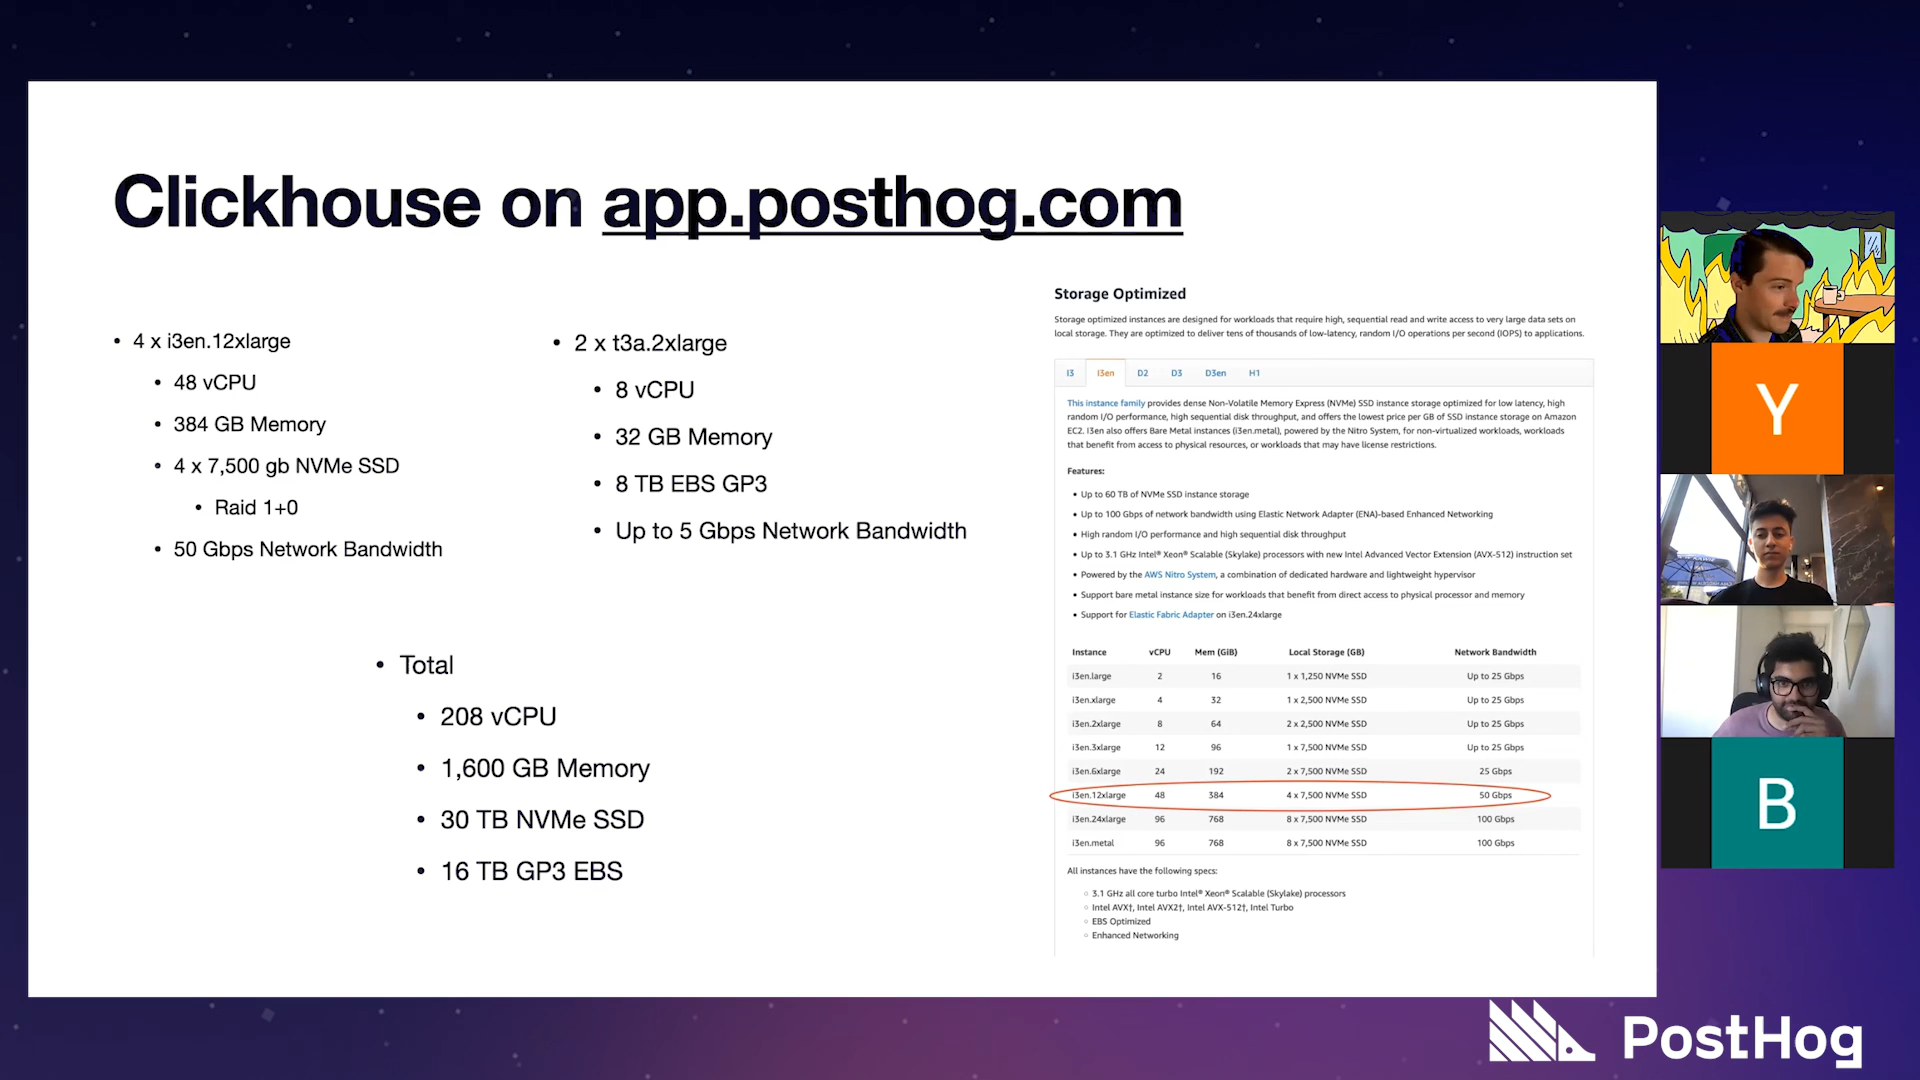 Clickhouse on app.posthog.com
• 4 x i3en.12xlarge
• 48 vCPU
• 384 GB Memory
• 4 x 7,500 gb NVMe SSD
• Raid 1+0
• 50 Gbps Network Bandwidth
• 2 x t3a.2xlarge
• 8 vCPU
• 32 GB Memory
• 8 TB EBS GP3
• Up to 5 Gbps Network Bandwidth
• Total
• 208 vCPU
• 1,600 GB Memory
• 30 TB NVMe SSD
• 16 TB GP3 EBS
Storage Optimized
Storage optimized instances are designed for workloads that require high, sequential read and write access to very large data sets on
local storage. They are optimized to deliver tens of thousands of low-latency, random I/O operations per second (IOPS) to applications.
I3 I3en D2 D3 D3en H1
This instance family provides dense Non-Volatile Memory Express (NVMe) SSD instance storage optimized for low latency, high
random I/O performance, high sequential disk throughput, and offers the lowest price per GB of SSD instance storage on Amazon
EC2. I3en also offers Bare Metal instances (i3en.metal), powered by the Nitro System, for non-virtualized workloads, workloads
that benefit from access to physical resources, or workloads that may have license restrictions.
Features:
• Up to 60 TB of NVMe SSD instance storage
• Up to 100 Gbps of network bandwidth using Elastic Network Adapter (ENA)-based Enhanced Networking
• High random I/O performance and high sequential disk throughput
• Up to 3.1 GHz Intel® Xeon® Scalable (Skylake) processors with new Intel Advanced Vector Extension (AVX-512) instruction set
• Powered by the AWS Nitro System, a combination of dedicated hardware and lightweight hypervisor
• Support bare metal instance size for workloads that benefit from direct access to physical processor and memory
• Support for Elastic Fabric Adapter on i3en.24xlarge
Instance vCPU Mem (GiB) Local Storage (GB) Network Bandwidth
i3en.large 2 16 1 x 1,250 NVMe SSD Up to 25 Gbps
i3en.xlarge 4 32 1 x 2,500 NVMe SSD Up to 25 Gbps
i3en.2xlarge 8 64 2 x 2,500 NVMe SSD Up to 25 Gbps
i3en.3xlarge 12 96 1 x 7,500 NVMe SSD Up to 25 Gbps
i3en.6xlarge 24 192 2 x 7,500 NVMe SSD 25 Gbps
i3en.12xlarge 48 384 4 x 7,500 NVMe SSD 50 Gbps
i3en.24xlarge 96 768 8 x 7,500 NVMe SSD 100 Gbps
i3en.metal 96 768 8 x 7,500 NVMe SSD 100 Gbps
All instances have the following specs:
○ 3.1 GHz all core turbo Intel® Xeon® Scalable (Skylake) processors
○ Intel AVX†, Intel AVX2†, Intel AVX-512†, Intel Turbo
○ EBS Optimized
○ Enhanced Networking
Y
B
PostHog